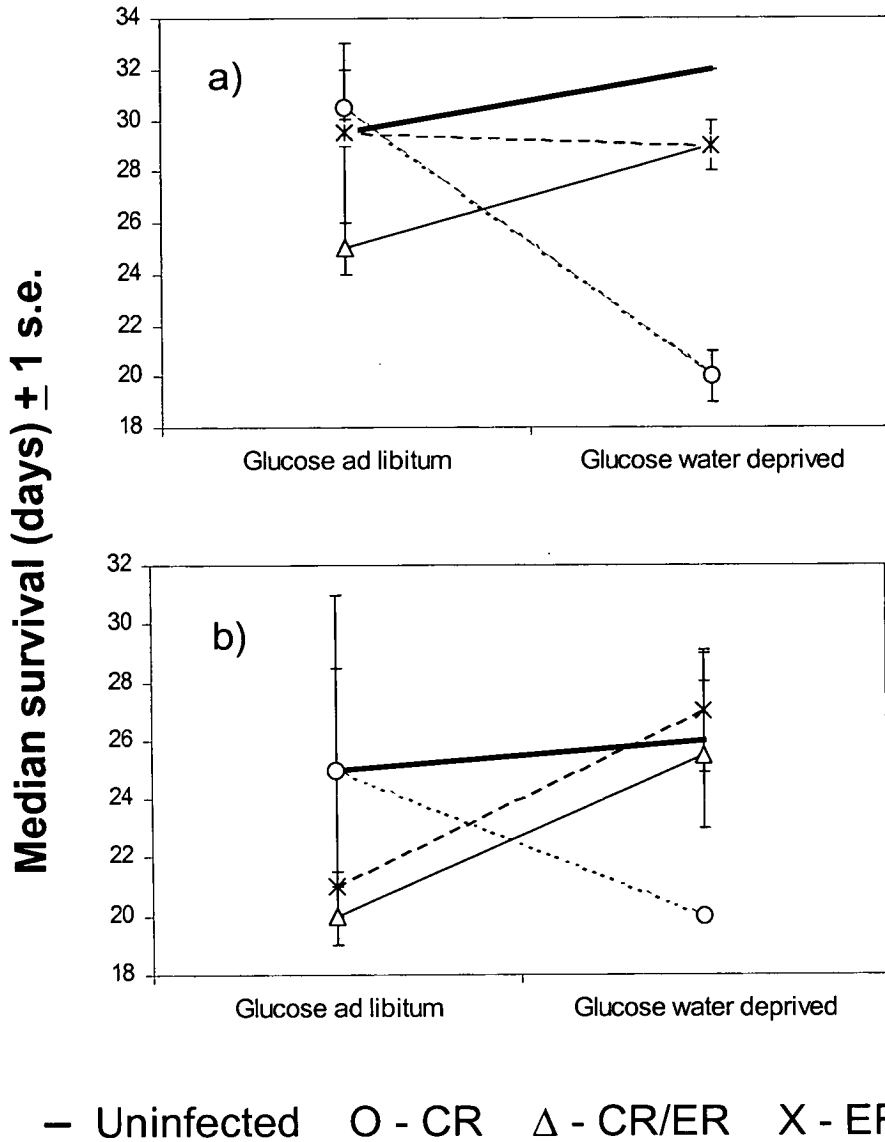 Median survival (days) ± 1 s.e.
a)
34
32
30
28
26
24
22
20
18
Glucose ad libitum Glucose water deprived
b)
32
30
28
26
24
22
20
18
Glucose ad libitum Glucose water deprived
– Uninfected O - CR Δ - CR/ER X - ER